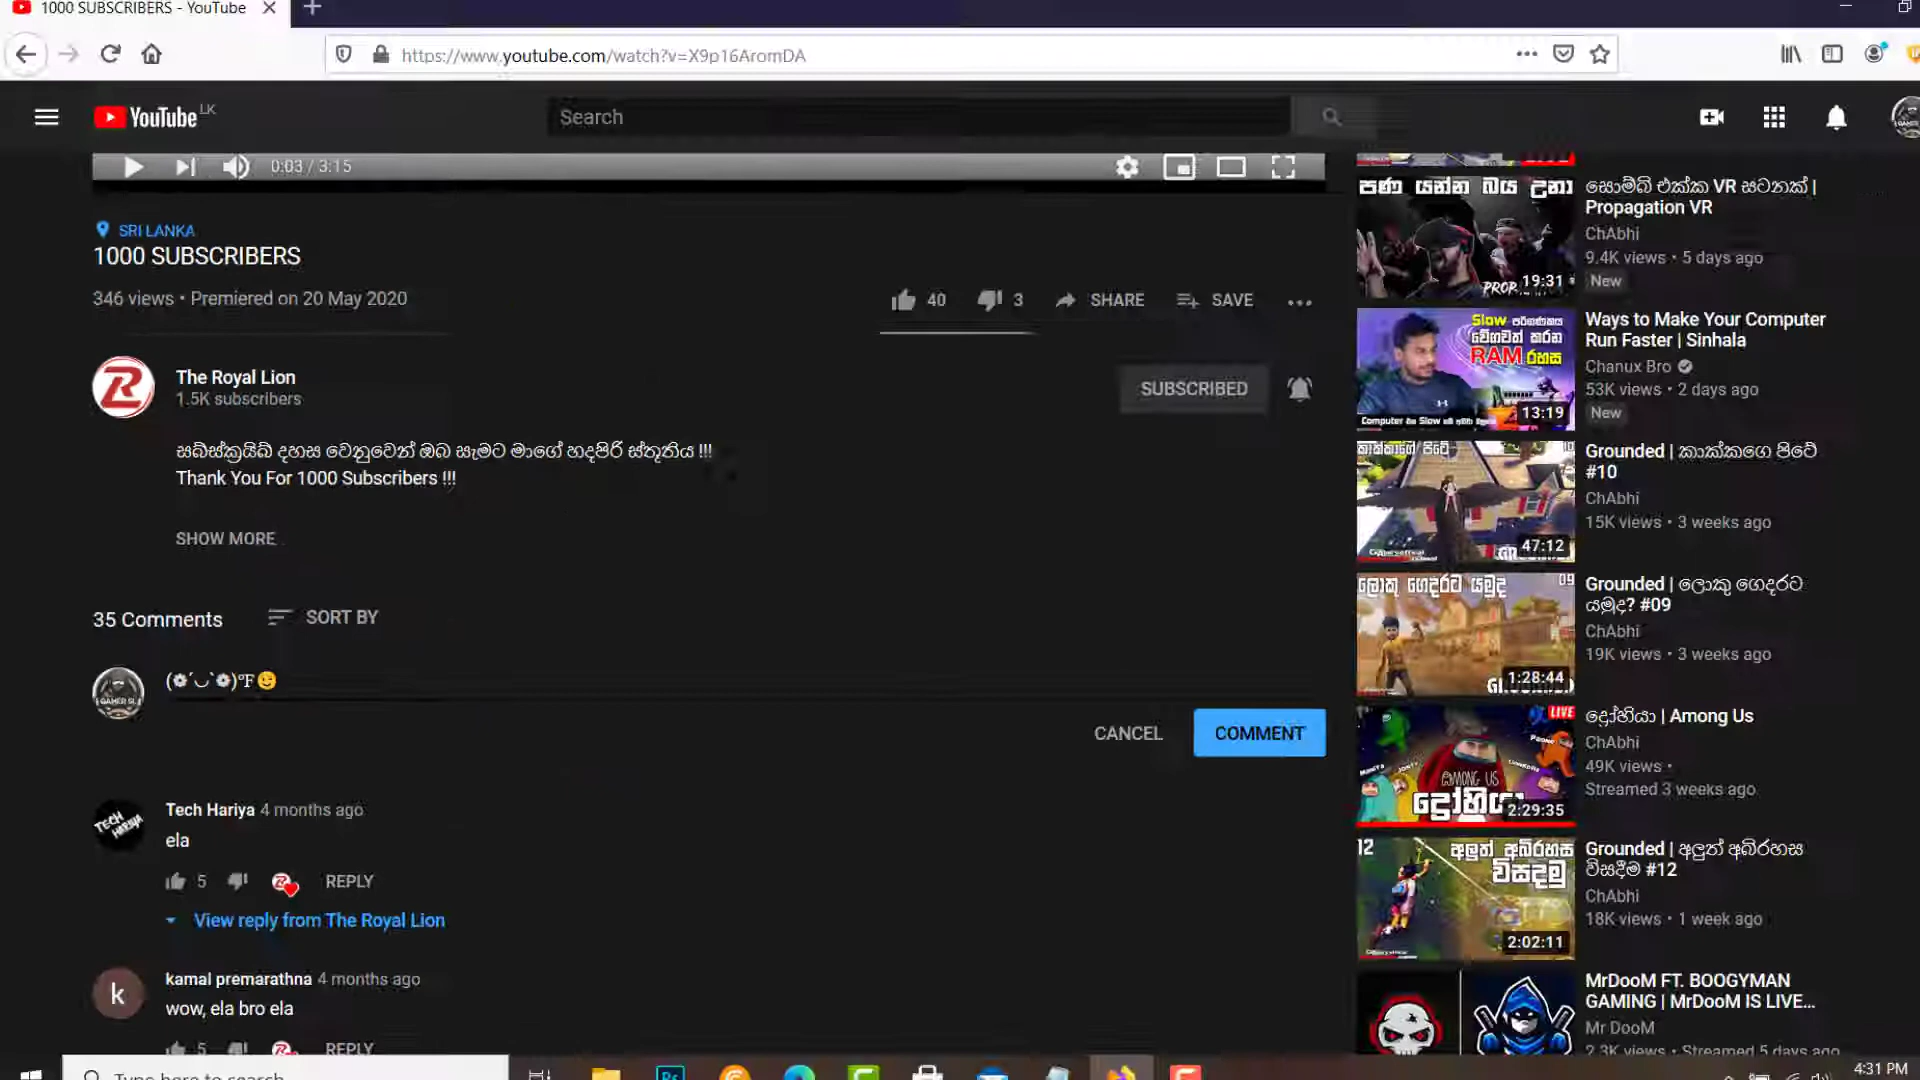 1000 SUBSCRIBERS - YouTube
https://www.youtube.com/watch?v=X9p16AromDA
YouTube LK
Search
0:03 / 3:15
SRI LANKA
1000 SUBSCRIBERS
346 views • Premiered on 20 May 2020
40
3
SHARE
SAVE
The Royal Lion
1.5K subscribers
SUBSCRIBED
සබ්ස්ක්‍රයිබ් දහස වෙනුවෙන් ඔබ සැමට මාගේ හදපිරි ස්තූතිය !!!
Thank You For 1000 Subscribers !!!
SHOW MORE
35 Comments
SORT BY
(❁´◡`❁)℉😉
CANCEL
COMMENT
Tech Hariya 4 months ago
ela
5
REPLY
View reply from The Royal Lion
kamal premarathna 4 months ago
wow, ela bro ela
5
REPLY
පණ යන්න බය උනා
19:31
සොම්බි එක්ක VR සටනක් |
Propagation VR
ChAbhi
9.4K views • 5 days ago
New
Slow පරිගණකය
වේගවත් කරන
RAM රහස
13:19
Ways to Make Your Computer
Run Faster | Sinhala
Chanux Bro
53K views • 2 days ago
New
කාක්කාගේ පිටේ
47:12
Grounded | කාක්කගෙ පිටේ
#10
ChAbhi
15K views • 3 weeks ago
ලොකු ගෙදරට යමුද
09
1:28:44
Grounded | ලොකු ගෙදරට
යමුද? #09
ChAbhi
19K views • 3 weeks ago
LIVE
AMONG US
2:29:35
ද්‍රෝහියා | Among Us
ChAbhi
49K views •
Streamed 3 weeks ago
12
අලුත් අබිරහස
විසදමු
2:02:11
Grounded | අලුත් අබිරහස
විසදීම #12
ChAbhi
18K views • 1 week ago
MrDooM FT. BOOGYMAN
GAMING | MrDooM IS LIVE...
Mr DooM
2.3K views • Streamed 5 days ago
Type here to search
4:31 PM